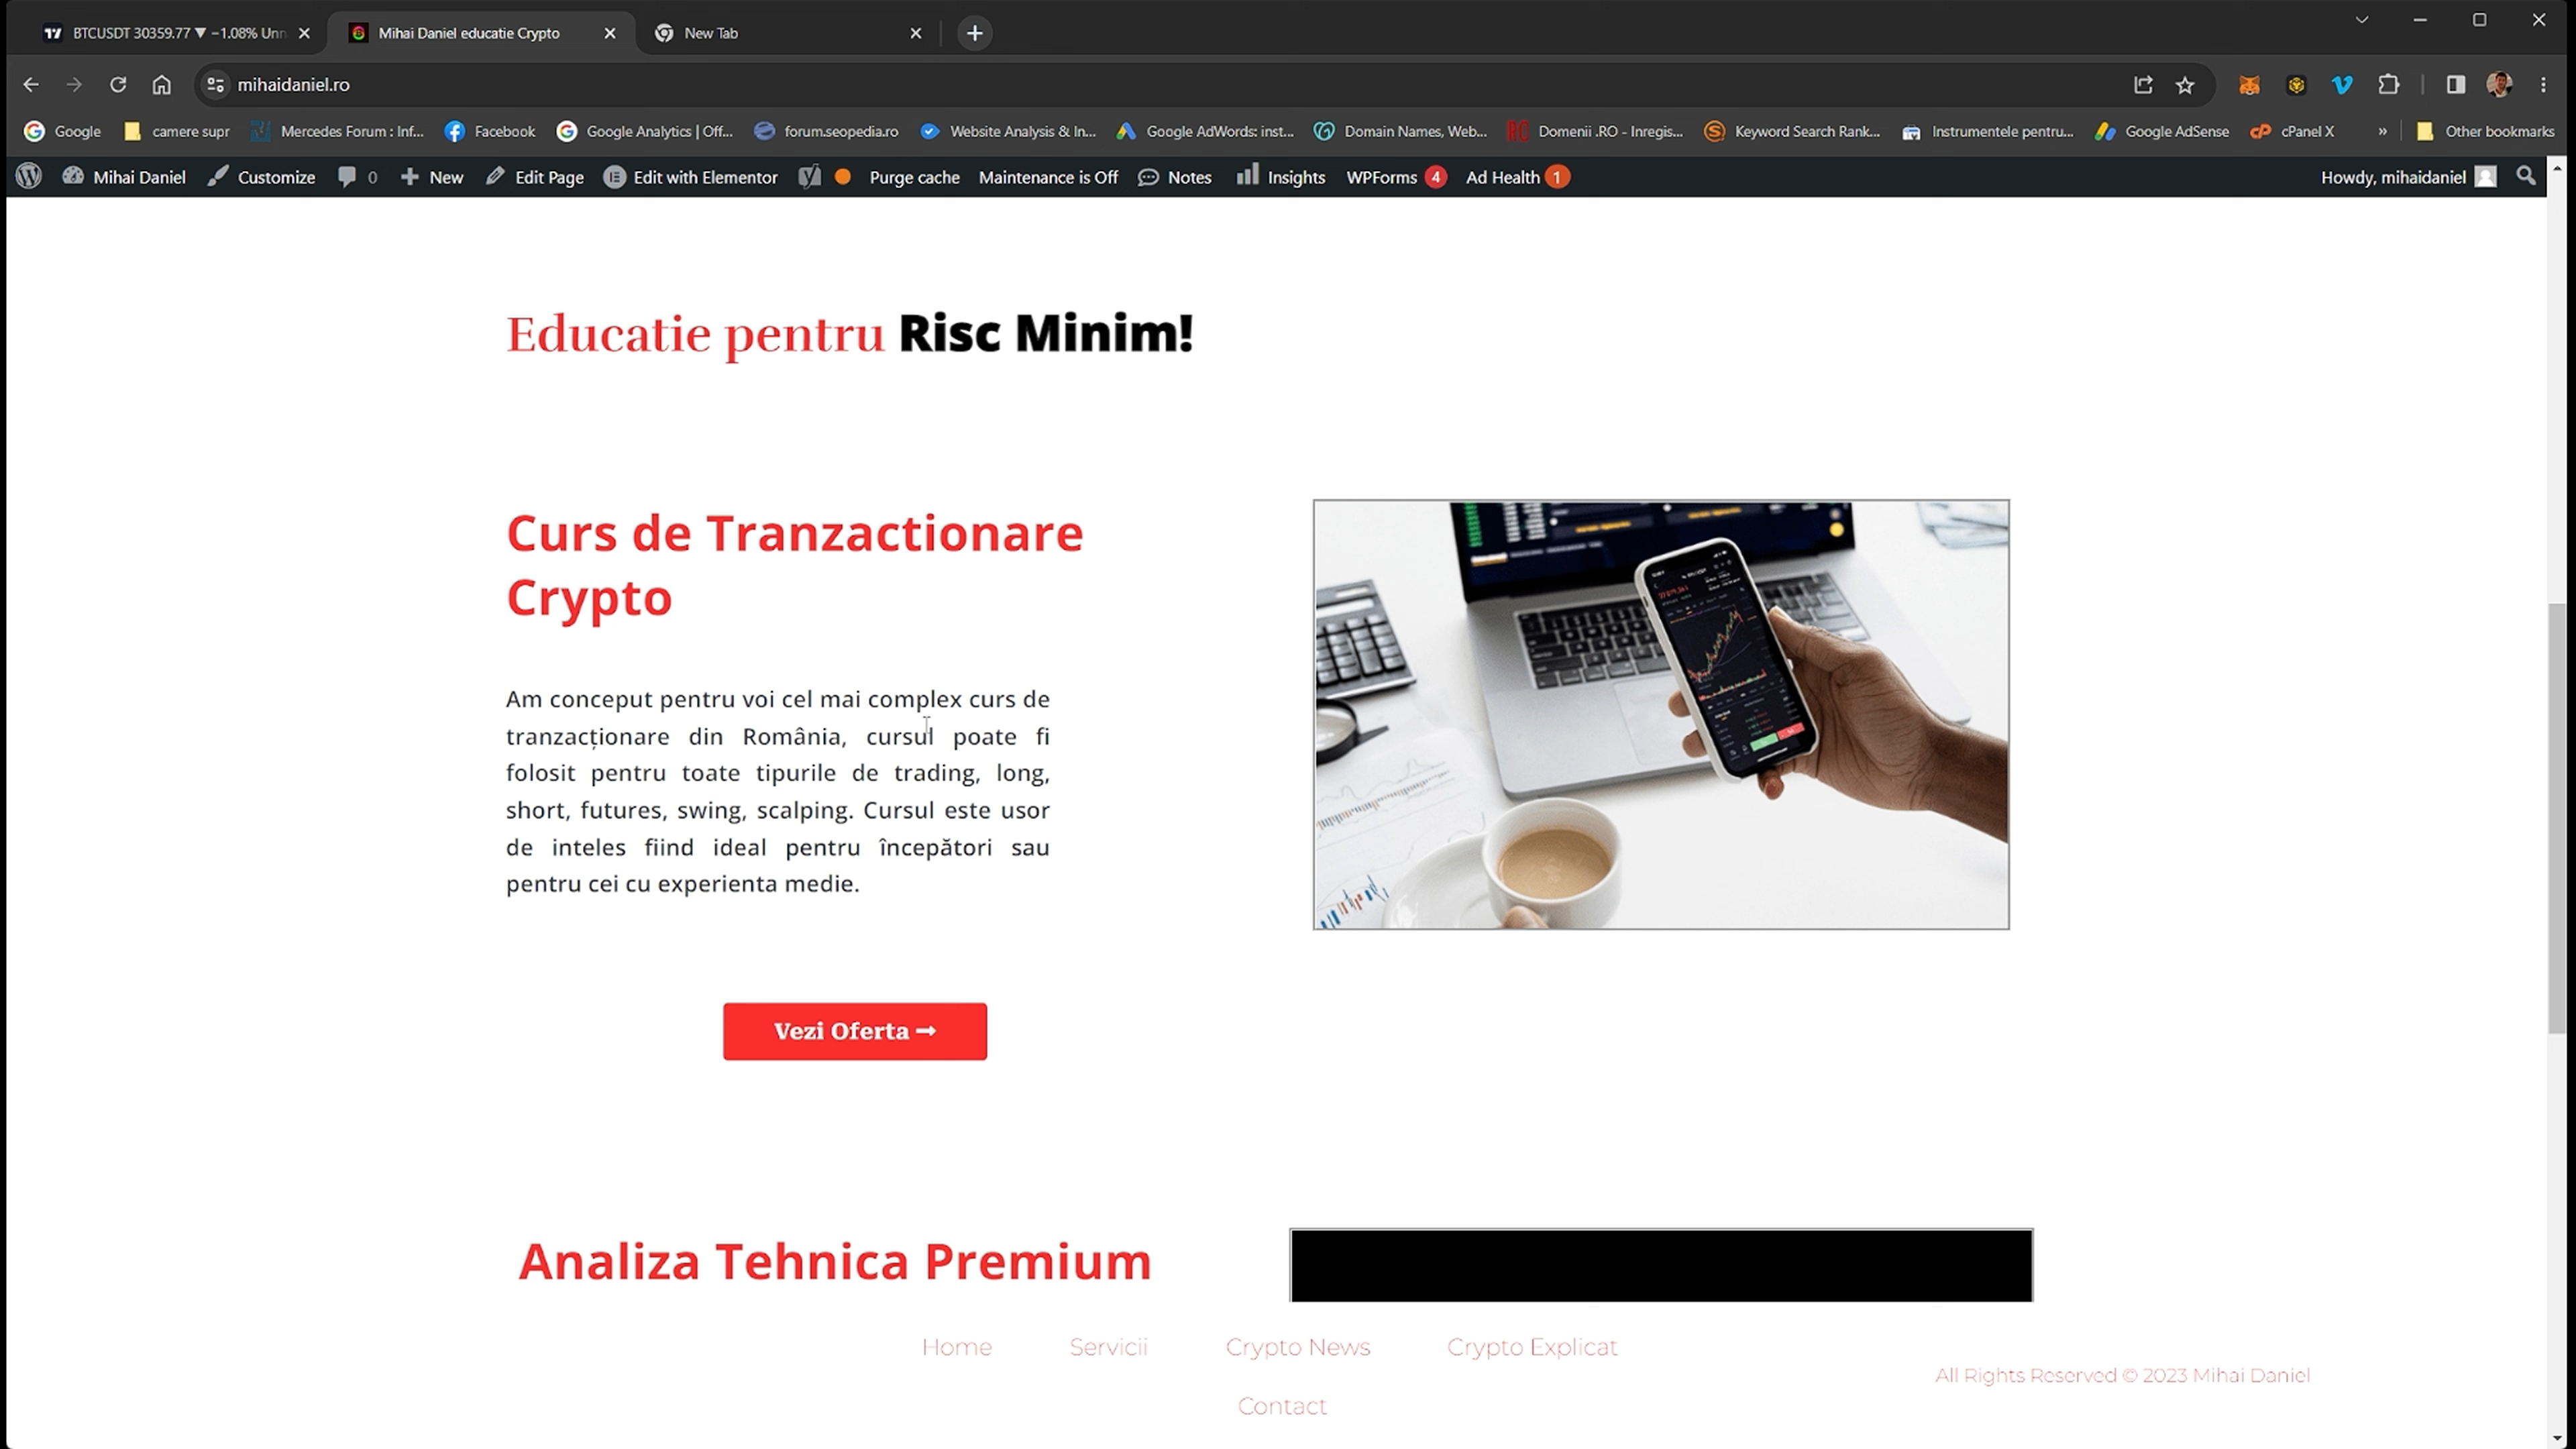 BTCUSDT 30359.77 ▼ −1.08% Unn
Mihai Daniel educatie Crypto
New Tab
mihaidaniel.ro
Google
camere supr
Mercedes Forum : Inf...
Facebook
Google Analytics | Off...
forum.seopedia.ro
Website Analysis & In...
Google AdWords: inst...
Domain Names, Web...
Domenii .RO - Inregis...
Keyword Search Rank...
Instrumentele pentru...
Google AdSense
cPanel X
»
Other bookmarks
Mihai Daniel
Customize
0
New
Edit Page
Edit with Elementor
Purge cache
Maintenance is Off
Notes
Insights
WPForms 4
Ad Health 1
Howdy, mihaidaniel
Educatie pentru Risc Minim!
Curs de Tranzactionare
Crypto
Am conceput pentru voi cel mai complex curs de
tranzacționare din România, cursul poate fi
folosit pentru toate tipurile de trading, long,
short, futures, swing, scalping. Cursul este usor
de inteles fiind ideal pentru începători sau
pentru cei cu experienta medie.
Vezi Oferta →
Analiza Tehnica Premium
Home
Servicii
Crypto News
Crypto Explicat
Contact
All Rights Reserved © 2023 Mihai Daniel